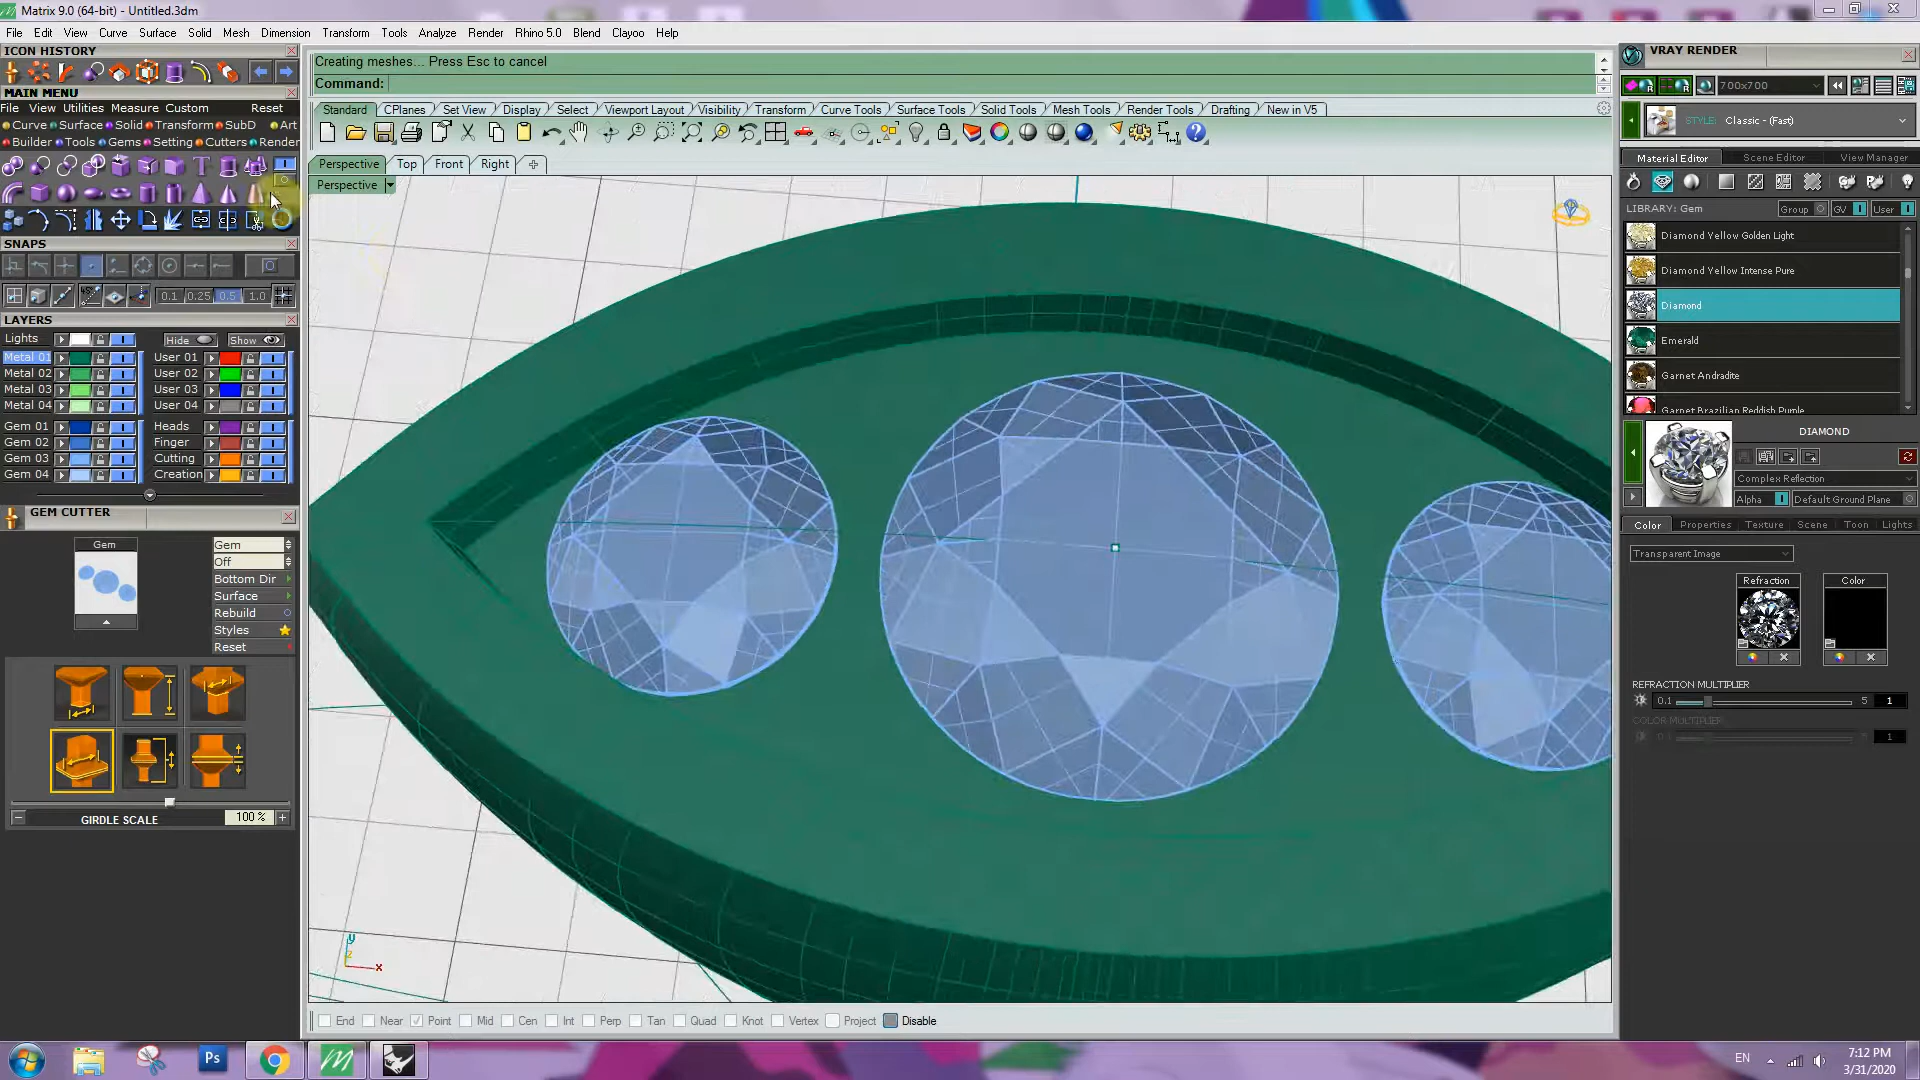 Matrix 9.0 (64-bit) - Untitled.3dm
File Edit View Curve Surface Solid Mesh Dimension Transform Tools Analyze Render Rhino 5.0 Blend Clayoo Help
ICON HISTORY
MAIN MENU
File View Utilities Measure Custom Reset
Curve Surface Solid Transform SubD Art
Builder Tools Gems Setting Cutters Render
SNAPS
0.1 0.25 0.5 1.0
LAYERS
Lights Hide Show
Metal 01 User 01
Metal 02 User 02
Metal 03 User 03
Metal 04 User 04
Gem 01 Heads
Gem 02 Finger
Gem 03 Cutting
Gem 04 Creation
GEM CUTTER
Gem Gem
Off
Bottom Dir
Surface
Rebuild
Styles
Reset
GIRDLE SCALE 100 %
Creating meshes... Press Esc to cancel
Command:
Standard CPlanes Set View Display Select Viewport Layout Visibility Transform Curve Tools Surface Tools Solid Tools Mesh Tools Render Tools Drafting New in V5
Perspective Top Front Right
Perspective
y
z
x
End Near Point Mid Cen Int Perp Tan Quad Knot Vertex Project Disable
VRAY RENDER
700x700
STYLE: Classic - (Fast)
Material Editor Scene Editor View Manager
LIBRARY: Gem Group GV User
Diamond Yellow Golden Light
Diamond Yellow Intense Pure
Diamond
Emerald
Garnet Andradite
Garnet Brazilian Reddish Purple
DIAMOND
Complex Reflection
Alpha Default Ground Plane
Color Properties Texture Scene Toon Lights
Transparent Image
Refraction Color
REFRACTION MULTIPLIER
0.1 5 1
COLOR MULTIPLIER
0.1 5 1
Ps
EN
7:12 PM
3/31/2020